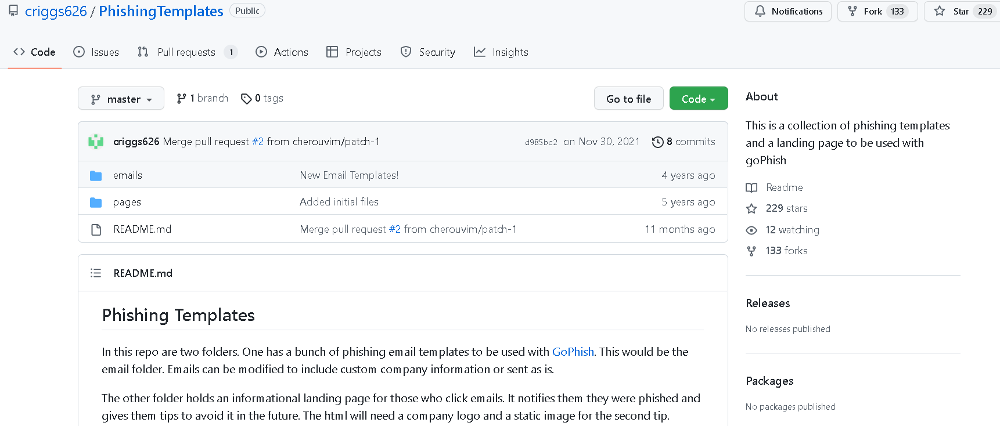 criggs626 / PhishingTemplates Public
Notifications Fork 133 Star 229
Code Issues Pull requests 1 Actions Projects Security Insights
master 1 branch 0 tags Go to file Code
criggs626 Merge pull request #2 from cherouvim/patch-1 d985bc2 on Nov 30, 2021 8 commits
emails New Email Templates! 4 years ago
pages Added initial files 5 years ago
README.md Merge pull request #2 from cherouvim/patch-1 11 months ago
README.md
Phishing Templates
In this repo are two folders. One has a bunch of phishing email templates to be used with GoPhish. This would be the
email folder. Emails can be modified to include custom company information or sent as is.
The other folder holds an informational landing page for those who click emails. It notifies them they were phished and
gives them tips to avoid it in the future. The html will need a company logo and a static image for the second tip.
About
This is a collection of phishing templates
and a landing page to be used with
goPhish
Readme
229 stars
12 watching
133 forks
Releases
No releases published
Packages
No packages published